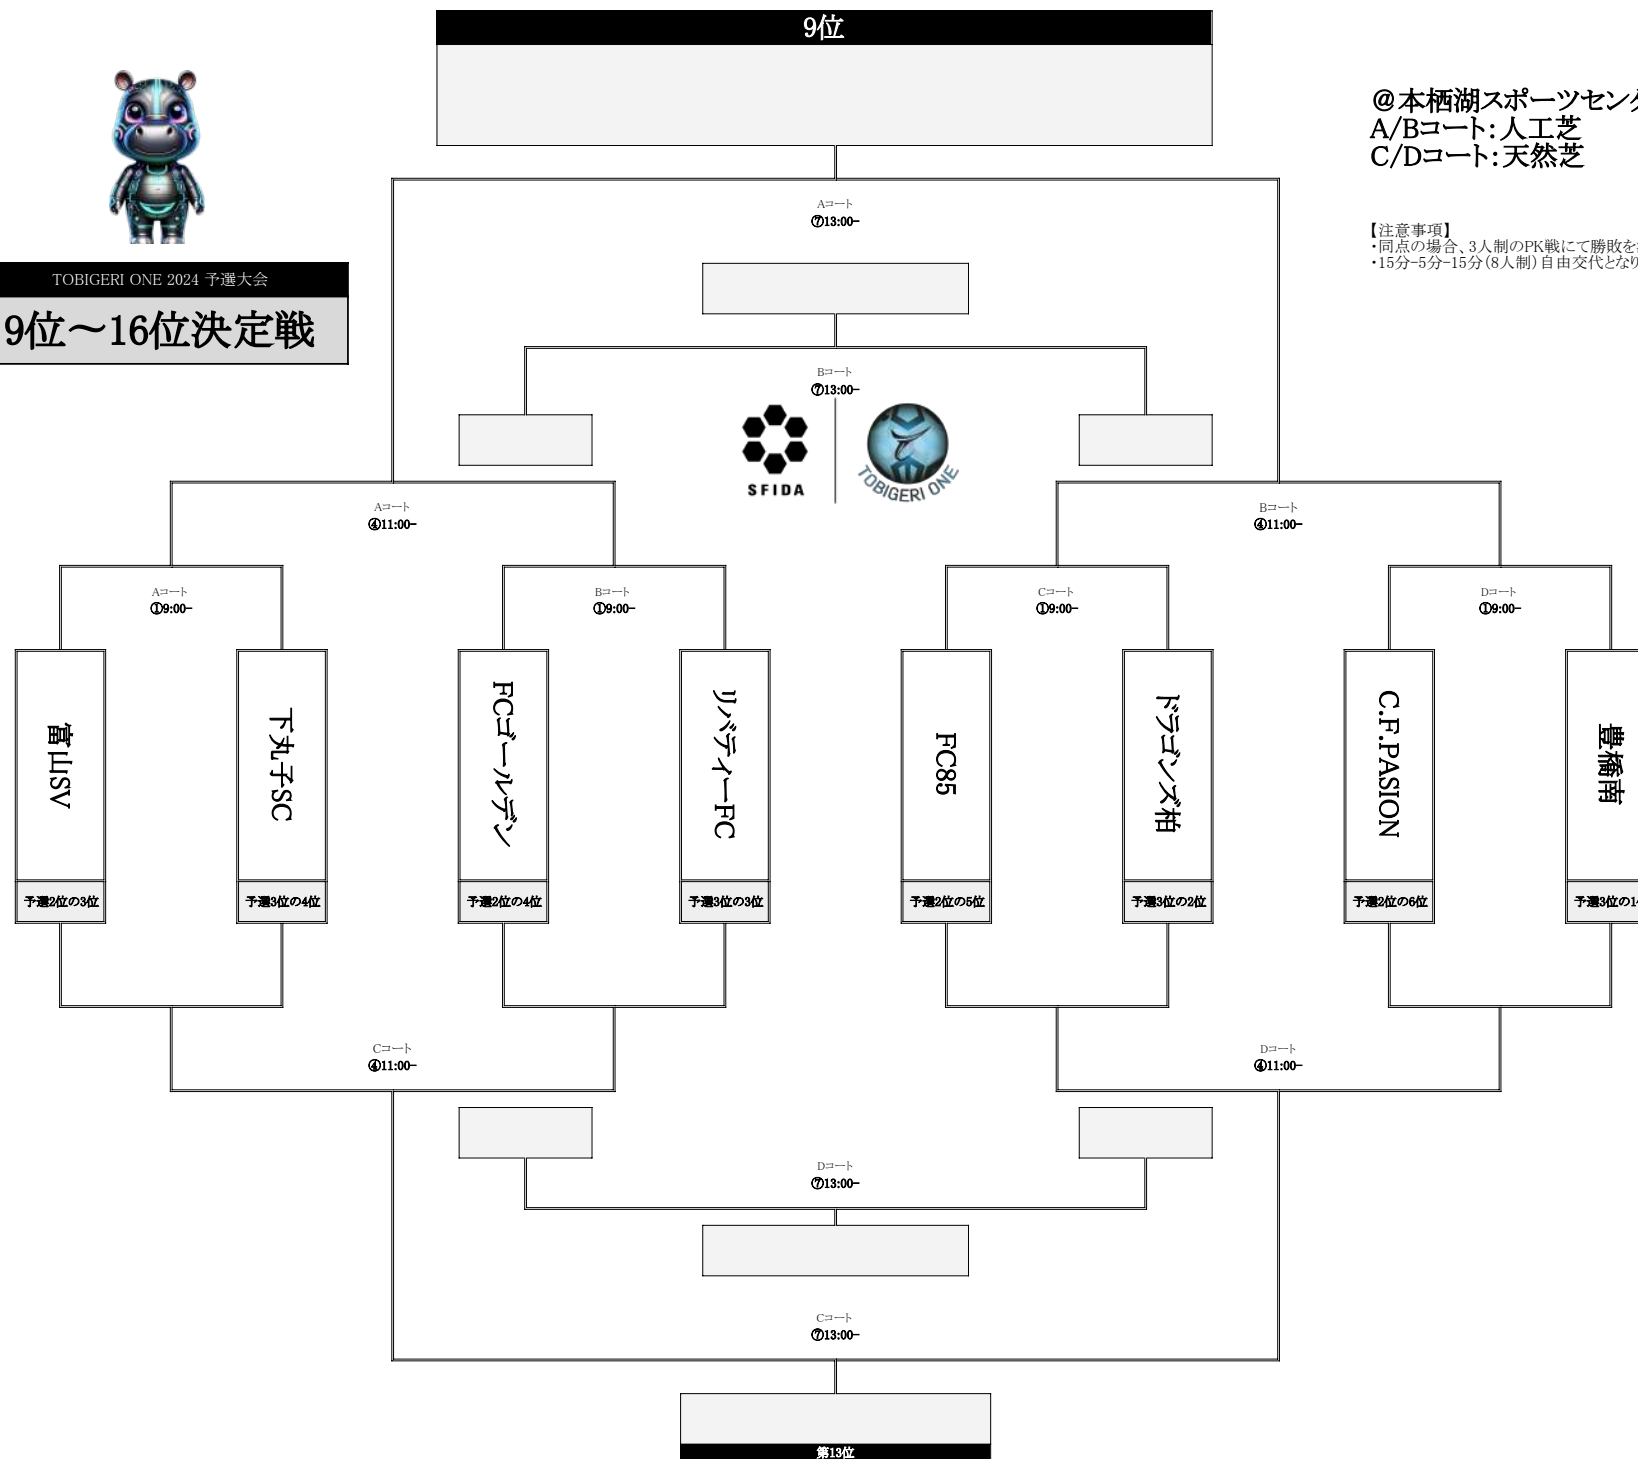 9位
@本栖湖スポーツセンタ
A/Bコート：人工芝
C/Dコート：天然芝
【注意事項】
・同点の場合、3人制のPK戦にて勝敗を
・15分-5分-15分（8人制）自由交代となり
TOBIGERI ONE 2024 予選大会
9位～16位決定戦
Aコート
⑦13:00-
Bコート
⑦13:00-
SFIDA
TOBIGERI ONE
Aコート
④11:00-
Bコート
④11:00-
Aコート
①9:00-
Bコート
①9:00-
Cコート
①9:00-
Dコート
①9:00-
富山SV
下丸子SC
FCゴールデン
リバティーFC
FC85
ドラゴンズ柏
C.F.PASION
豊橋南
予選2位の3位
予選3位の4位
予選2位の4位
予選3位の3位
予選2位の5位
予選3位の2位
予選2位の6位
予選3位の1
Cコート
④11:00-
Dコート
④11:00-
Dコート
⑦13:00-
Cコート
⑦13:00-
第13位